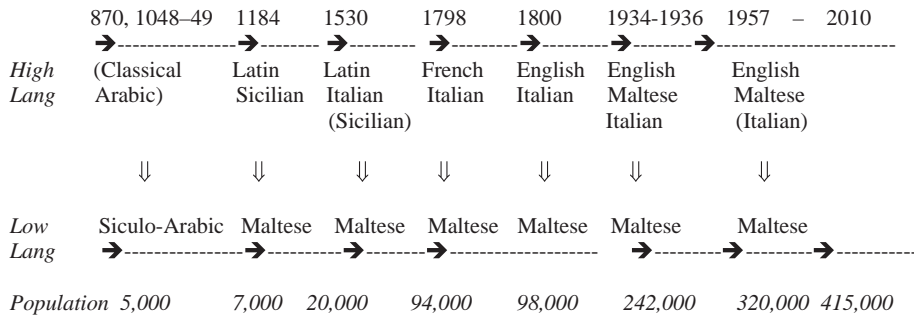 870, 1048–49 1184 1530 1798 1800 1934-1936 1957 – 2010
➔--------------------➔----------- ➔--------- ➔-----------➔-------------➔-----------➔--------------------------
High (Classical Latin Latin French English English English
Lang Arabic) Sicilian Italian Italian Italian Maltese Maltese
(Sicilian) Italian (Italian)
⇓ ⇓ ⇓ ⇓ ⇓ ⇓ ⇓
Low Siculo-Arabic Maltese Maltese Maltese Maltese Maltese Maltese
Lang ➔-----------------➔------------➔----------➔---------------------- ➔-----------➔-----------➔------------
Population 5,000 7,000 20,000 94,000 98,000 242,000 320,000 415,000